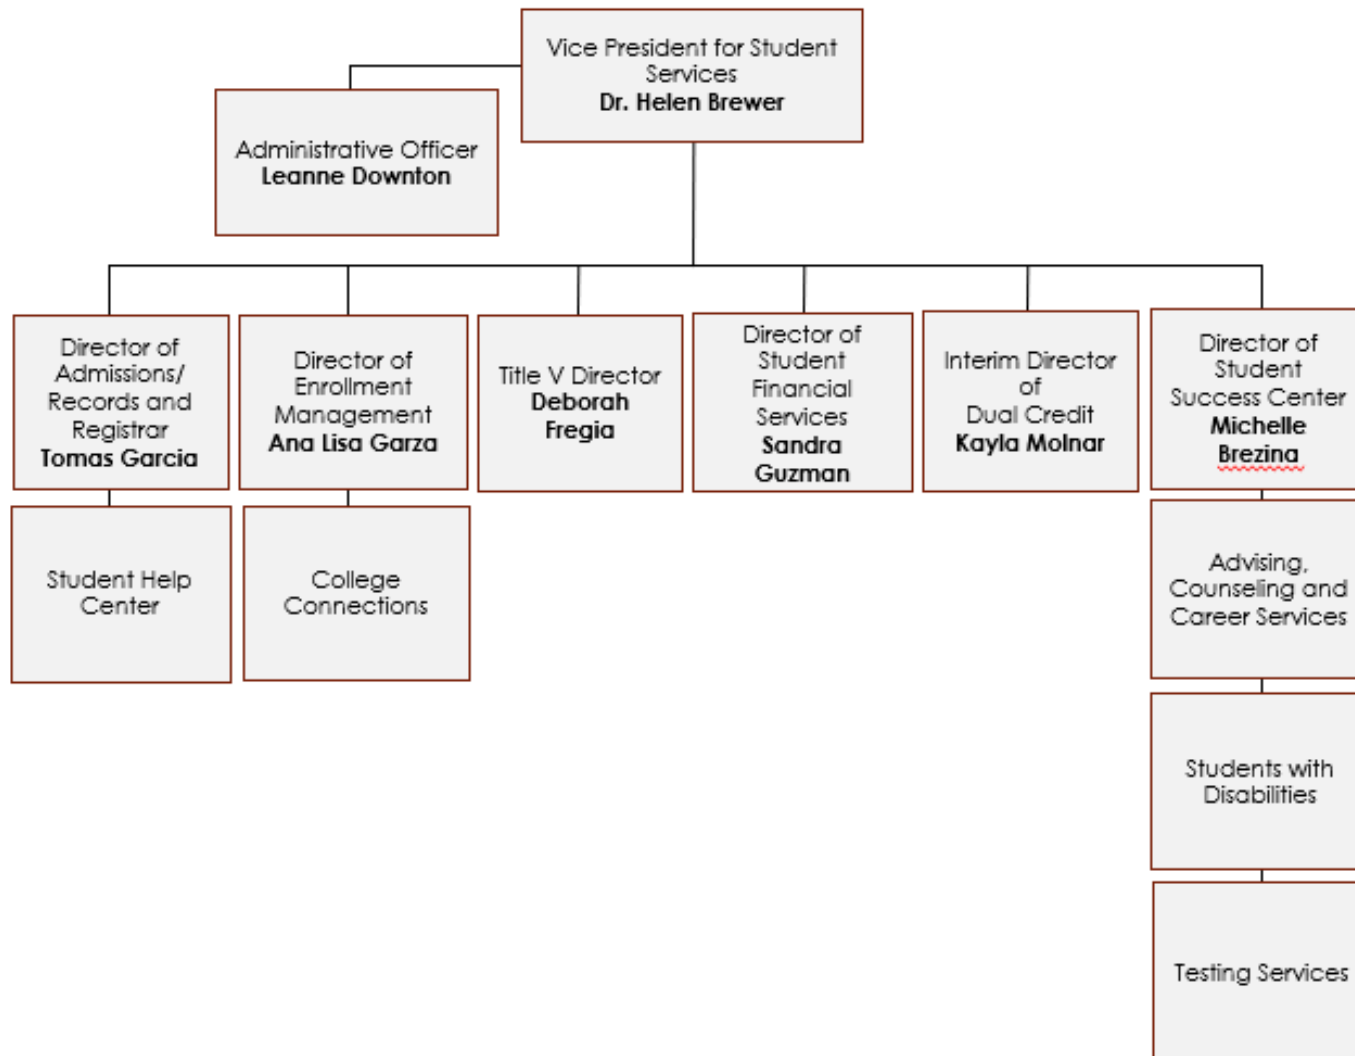 Vice President for Student
Services
Dr. Helen Brewer
Administrative Officer
Leanne Downton
Director of
Admissions/
Records and
Registrar
Tomas Garcia
Director of
Enrollment
Management
Ana Lisa Garza
Title V Director
Deborah
Fregia
Director of
Student
Financial
Services
Sandra
Guzman
Interim Director
of
Dual Credit
Kayla Molnar
Director of
Student
Success Center
Michelle
Brezina
Student Help
Center
College
Connections
Advising,
Counseling and
Career Services
Students with
Disabilities
Testing Services